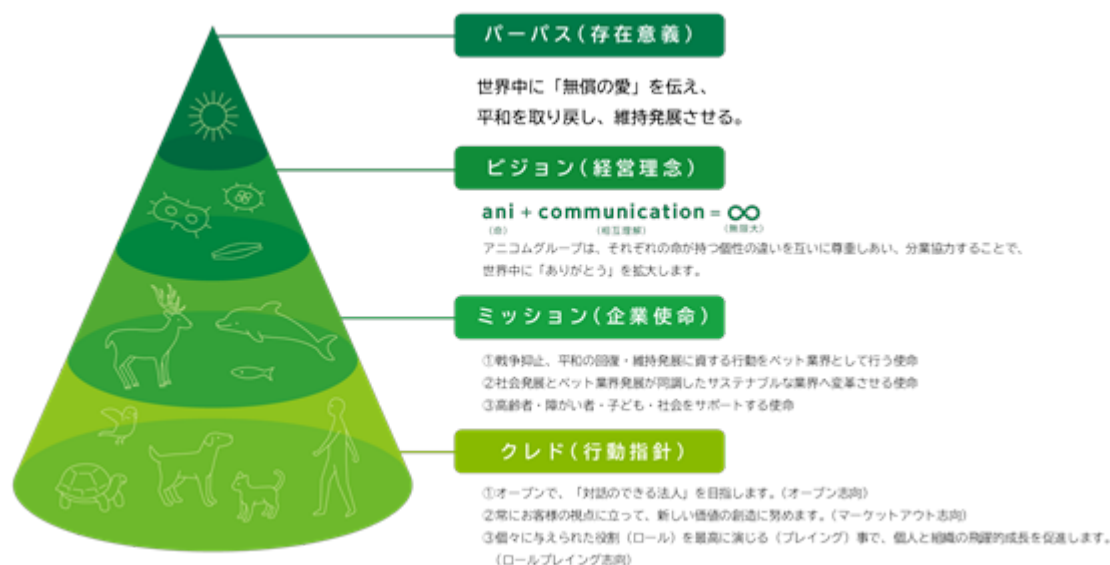 パーパス(存在意義)
世界中に「無償の愛」を伝え、
平和を取り戻し、維持発展させる。
ビジョン(経営理念)
ani + communication = ∞
(命) (相互理解) (無限大)
アニコムグループは、それぞれの命が持つ個性の違いを互いに尊重しあい、分業協力することで、
世界中に「ありがとう」を拡大します。
ミッション(企業使命)
①戦争抑止、平和の回復・維持発展に資する行動をペット業界として行う使命
②社会発展とペット業界発展が同調したサステナブルな業界へ変革させる使命
③高齢者・障がい者・子ども・社会をサポートする使命
クレド(行動指針)
①オープンで、「対話のできる法人」を目指します。(オープン志向)
②常にお客様の視点に立って、新しい価値の創造に努めます。(マーケットアウト志向)
③個々に与えられた役割(ロール)を最高に演じる(プレイング)事で、個人と組織の飛躍的成長を促進します。
(ロールプレイング志向)